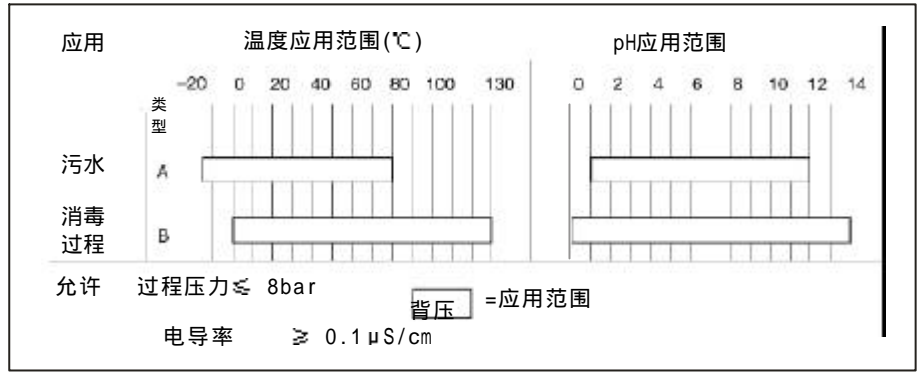 应用 温度应用范围(℃) pH应用范围
-20 0 20 40 60 80 100 130 0 2 4 6 8 10 12 14
类
型
污水 A
消毒
过程 B
允许 过程压力≤ 8bar
背压 =应用范围
电导率 ≥ 0.1μS/cm